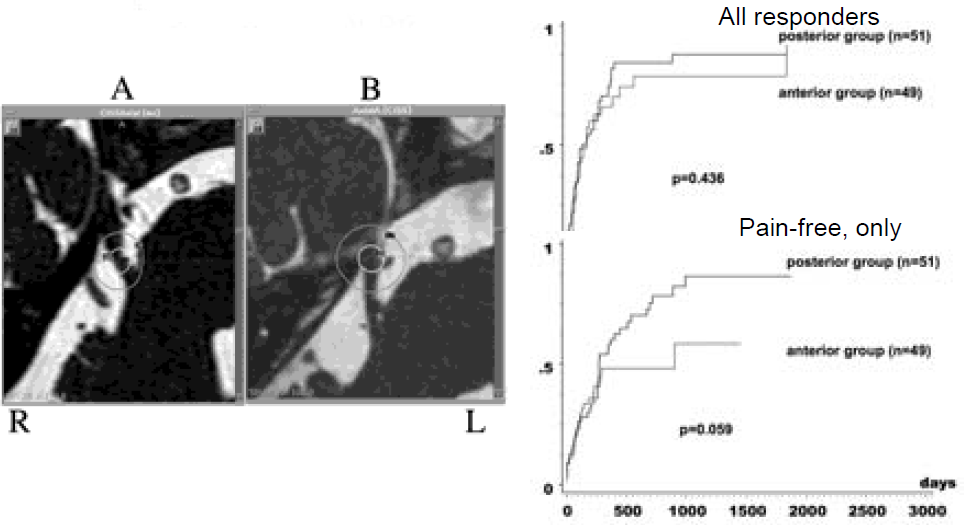 A
B
R
L
All responders
1
posterior group (n=51)
anterior group (n=49)
.5
p=0.436
Pain-free, only
1
posterior group (n=51)
anterior group (n=49)
.5
p=0.059
0
days
0 500 1000 1500 2000 2500 3000